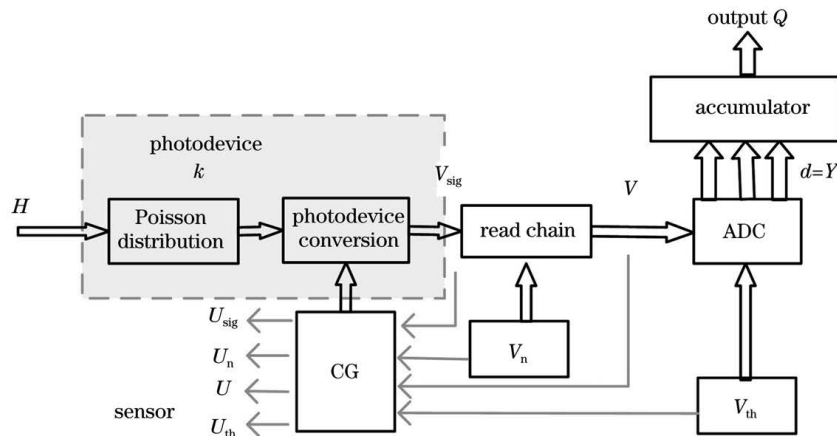 output Q
accumulator
photodevice
k
V_sig
d=Y
H
V
Poisson
distribution
photodevice
conversion
read chain
ADC
U_sig
U_n
CG
V_n
U
sensor
U_th
V_th